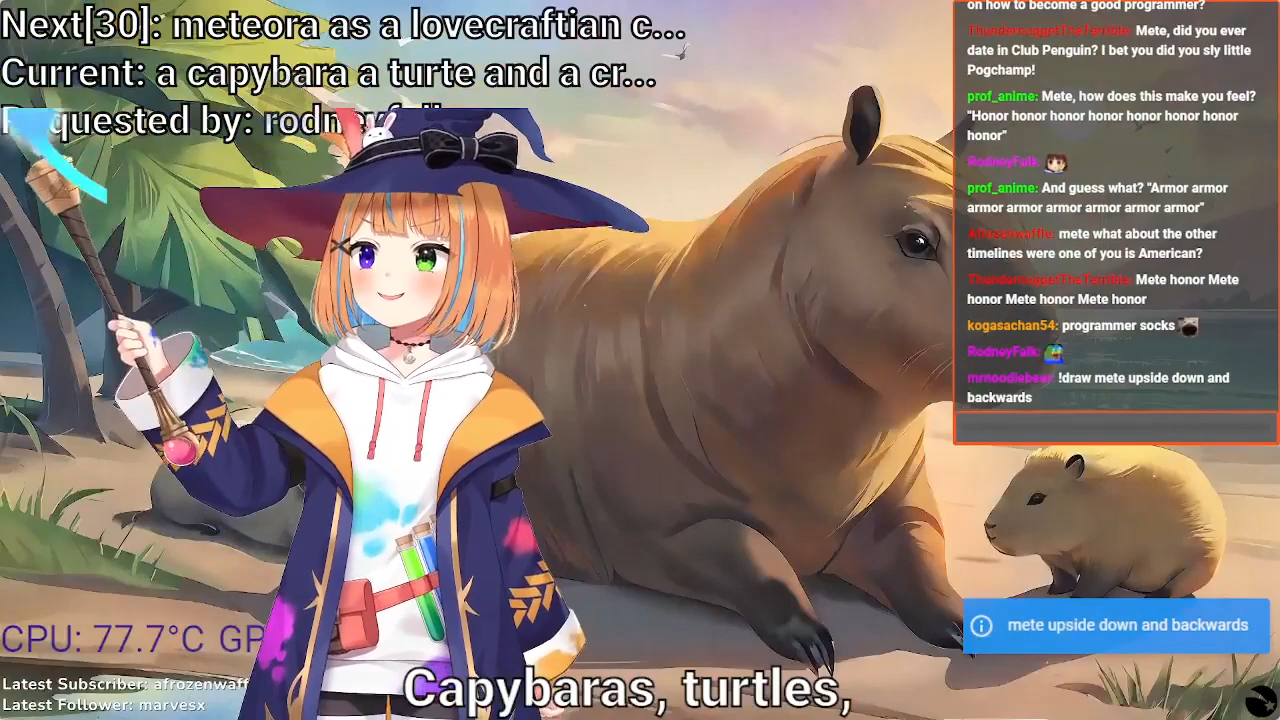 Next[30]: meteora as a lovecraftian c...
Current: a capybara a turte and a cr...
quested by: rodney
on how to become a good programmer?
ThundernuggetTheTerrible: Mete, did you ever
date in Club Penguin? I bet you did you sly little
Pogchamp!
prof_anime: Mete, how does this make you feel?
"Honor honor honor honor honor honor honor
honor"
RodneyFalk:
prof_anime: And guess what? "Armor armor
armor armor armor armor armor armor"
Afrozenwaffle: mete what about the other
timelines were one of you is American?
ThundernuggetTheTerrible: Mete honor Mete
honor Mete honor Mete honor
kogasachan54: programmer socks
RodneyFalk:
mrnoodlebear: !draw mete upside down and
backwards
mete upside down and backwards
CPU: 77.7°C GP
Latest Subscriber: afrozenwaff
Latest Follower: marvesx
Capybaras, turtles,